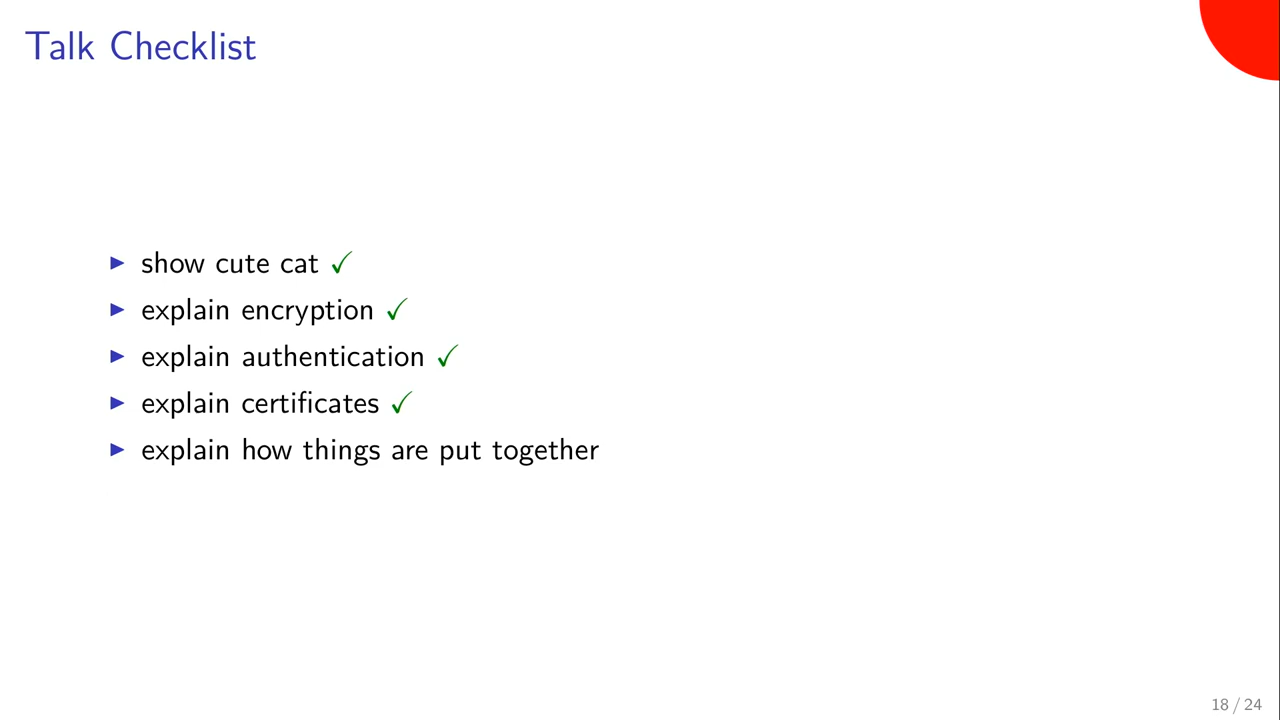 Talk Checklist
▶ show cute cat ✓
▶ explain encryption ✓
▶ explain authentication ✓
▶ explain certificates ✓
▶ explain how things are put together
18 / 24